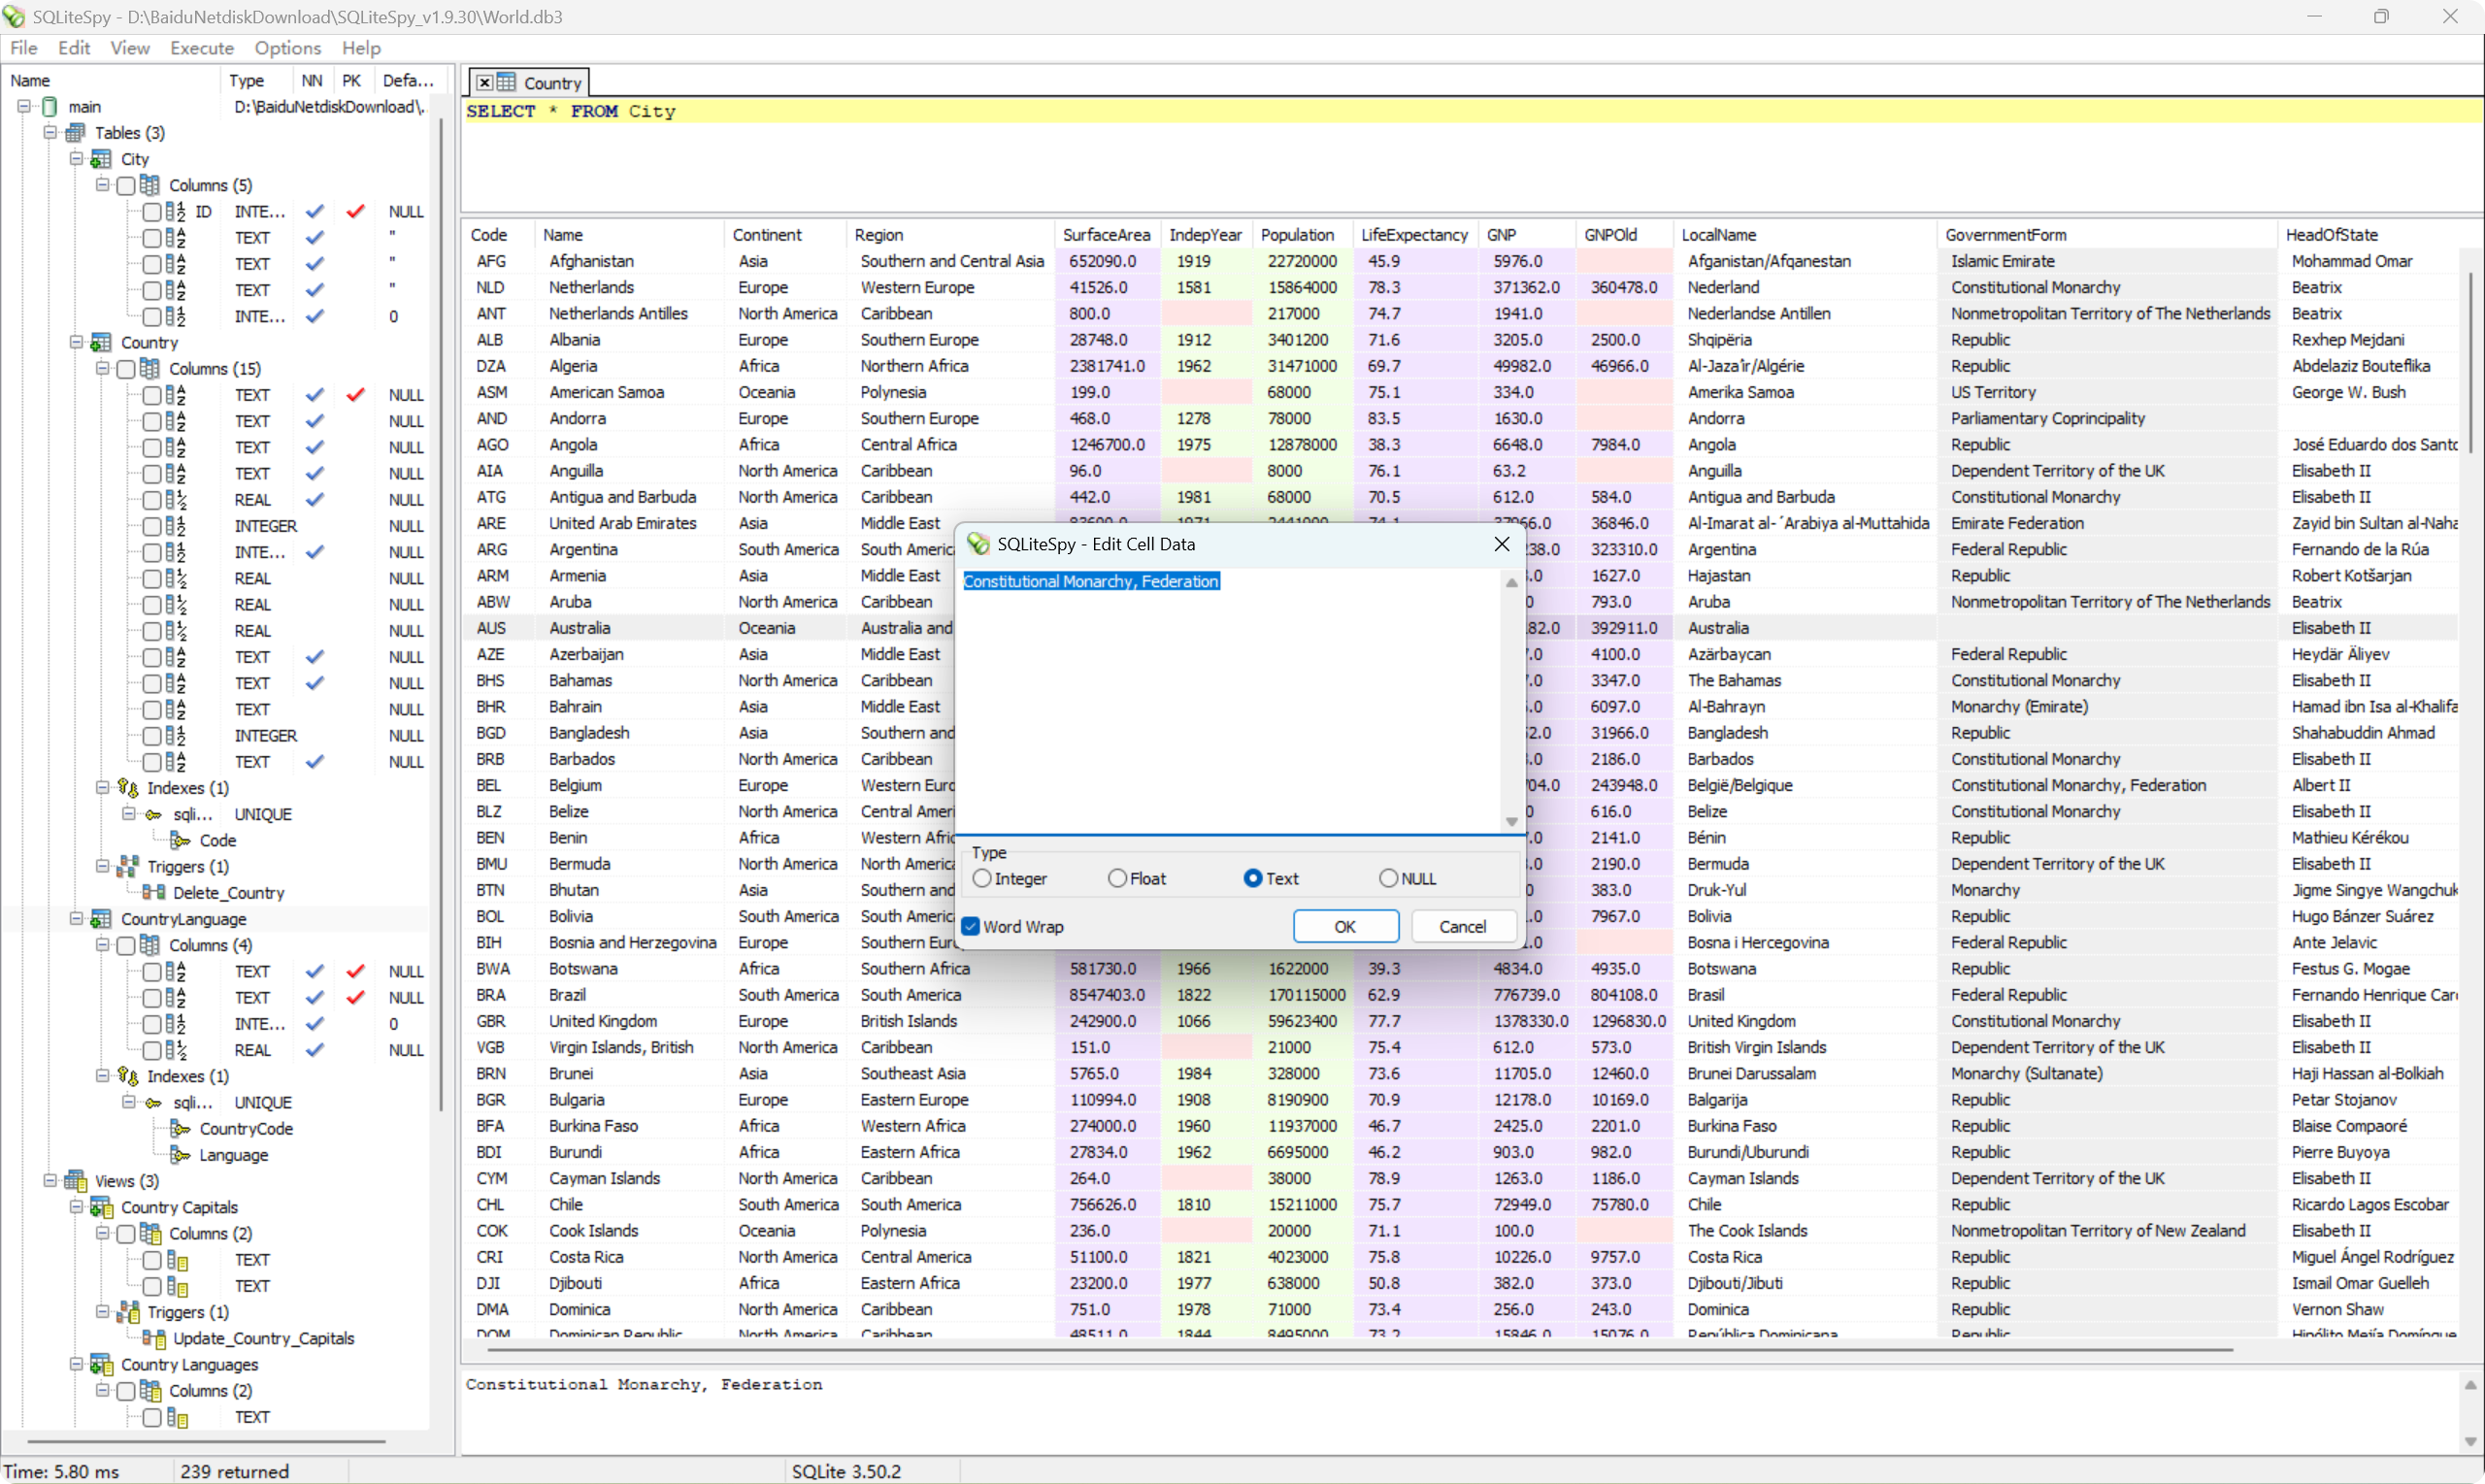 SQLiteSpy - D:\BaiduNetdiskDownload\SQLiteSpy_v1.9.30\World.db3
File Edit View Execute Options Help
Name Type NN PK Defa...
main D:\BaiduNetdiskDownload\.
Tables (3)
City
Columns (5)
ID INTE... NULL
TEXT "
TEXT "
TEXT "
INTE... 0
Country
Columns (15)
TEXT NULL
TEXT NULL
TEXT NULL
TEXT NULL
REAL NULL
INTEGER NULL
INTE... NULL
REAL NULL
REAL NULL
REAL NULL
TEXT NULL
TEXT NULL
TEXT NULL
INTEGER NULL
TEXT NULL
Indexes (1)
sqli... UNIQUE
Code
Triggers (1)
Delete_Country
CountryLanguage
Columns (4)
TEXT NULL
TEXT NULL
INTE... 0
REAL NULL
Indexes (1)
sqli... UNIQUE
CountryCode
Language
Views (3)
Country Capitals
Columns (2)
TEXT
TEXT
Triggers (1)
Update_Country_Capitals
Country Languages
Columns (2)
TEXT
Country
SELECT * FROM City
Code Name Continent Region SurfaceArea IndepYear Population LifeExpectancy GNP GNPOld LocalName GovernmentForm HeadOfState
AFG Afghanistan Asia Southern and Central Asia 652090.0 1919 22720000 45.9 5976.0 Afganistan/Afqanestan Islamic Emirate Mohammad Omar
NLD Netherlands Europe Western Europe 41526.0 1581 15864000 78.3 371362.0 360478.0 Nederland Constitutional Monarchy Beatrix
ANT Netherlands Antilles North America Caribbean 800.0 217000 74.7 1941.0 Nederlandse Antillen Nonmetropolitan Territory of The Netherlands Beatrix
ALB Albania Europe Southern Europe 28748.0 1912 3401200 71.6 3205.0 2500.0 Shqipëria Republic Rexhep Mejdani
DZA Algeria Africa Northern Africa 2381741.0 1962 31471000 69.7 49982.0 46966.0 Al-Jaza'ir/Algérie Republic Abdelaziz Bouteflika
ASM American Samoa Oceania Polynesia 199.0 68000 75.1 334.0 Amerika Samoa US Territory George W. Bush
AND Andorra Europe Southern Europe 468.0 1278 78000 83.5 1630.0 Andorra Parliamentary Coprincipality
AGO Angola Africa Central Africa 1246700.0 1975 12878000 38.3 6648.0 7984.0 Angola Republic José Eduardo dos Santo
AIA Anguilla North America Caribbean 96.0 8000 76.1 63.2 Anguilla Dependent Territory of the UK Elisabeth II
ATG Antigua and Barbuda North America Caribbean 442.0 1981 68000 70.5 612.0 584.0 Antigua and Barbuda Constitutional Monarchy Elisabeth II
ARE United Arab Emirates Asia Middle East 36846.0 Al-Imarat al-´Arabiya al-Muttahida Emirate Federation Zayid bin Sultan al-Naha
ARG Argentina South America South Americ 38.0 323310.0 Argentina Federal Republic Fernando de la Rúa
ARM Armenia Asia Middle East .0 1627.0 Hajastan Republic Robert Kotšarjan
ABW Aruba North America Caribbean 793.0 Aruba Nonmetropolitan Territory of The Netherlands Beatrix
AUS Australia Oceania Australia and 82.0 392911.0 Australia Elisabeth II
AZE Azerbaijan Asia Middle East .0 4100.0 Azärbaycan Federal Republic Heydär Äliyev
BHS Bahamas North America Caribbean .0 3347.0 The Bahamas Constitutional Monarchy Elisabeth II
BHR Bahrain Asia Middle East .0 6097.0 Al-Bahrayn Monarchy (Emirate) Hamad ibn Isa al-Khalifa
BGD Bangladesh Asia Southern and 2.0 31966.0 Bangladesh Republic Shahabuddin Ahmad
BRB Barbados North America Caribbean .0 2186.0 Barbados Constitutional Monarchy Elisabeth II
BEL Belgium Europe Western Euro 04.0 243948.0 België/Belgique Constitutional Monarchy, Federation Albert II
BLZ Belize North America Central Ameri 616.0 Belize Constitutional Monarchy Elisabeth II
BEN Benin Africa Western Afric .0 2141.0 Bénin Republic Mathieu Kérékou
BMU Bermuda North America North Americ .0 2190.0 Bermuda Dependent Territory of the UK Elisabeth II
BTN Bhutan Asia Southern and 383.0 Druk-Yul Monarchy Jigme Singye Wangchuk
BOL Bolivia South America South Americ .0 7967.0 Bolivia Republic Hugo Bánzer Suárez
BIH Bosnia and Herzegovina Europe Southern Eur .0 Bosna i Hercegovina Federal Republic Ante Jelavic
BWA Botswana Africa Southern Africa 581730.0 1966 1622000 39.3 4834.0 4935.0 Botswana Republic Festus G. Mogae
BRA Brazil South America South America 8547403.0 1822 170115000 62.9 776739.0 804108.0 Brasil Federal Republic Fernando Henrique Car
GBR United Kingdom Europe British Islands 242900.0 1066 59623400 77.7 1378330.0 1296830.0 United Kingdom Constitutional Monarchy Elisabeth II
VGB Virgin Islands, British North America Caribbean 151.0 21000 75.4 612.0 573.0 British Virgin Islands Dependent Territory of the UK Elisabeth II
BRN Brunei Asia Southeast Asia 5765.0 1984 328000 73.6 11705.0 12460.0 Brunei Darussalam Monarchy (Sultanate) Haji Hassan al-Bolkiah
BGR Bulgaria Europe Eastern Europe 110994.0 1908 8190900 70.9 12178.0 10169.0 Balgarija Republic Petar Stojanov
BFA Burkina Faso Africa Western Africa 274000.0 1960 11937000 46.7 2425.0 2201.0 Burkina Faso Republic Blaise Compaoré
BDI Burundi Africa Eastern Africa 27834.0 1962 6695000 46.2 903.0 982.0 Burundi/Uburundi Republic Pierre Buyoya
CYM Cayman Islands North America Caribbean 264.0 38000 78.9 1263.0 1186.0 Cayman Islands Dependent Territory of the UK Elisabeth II
CHL Chile South America South America 756626.0 1810 15211000 75.7 72949.0 75780.0 Chile Republic Ricardo Lagos Escobar
COK Cook Islands Oceania Polynesia 236.0 20000 71.1 100.0 The Cook Islands Nonmetropolitan Territory of New Zealand Elisabeth II
CRI Costa Rica North America Central America 51100.0 1821 4023000 75.8 10226.0 9757.0 Costa Rica Republic Miguel Ángel Rodríguez
DJI Djibouti Africa Eastern Africa 23200.0 1977 638000 50.8 382.0 373.0 Djibouti/Jibuti Republic Ismail Omar Guelleh
DMA Dominica North America Caribbean 751.0 1978 71000 73.4 256.0 243.0 Dominica Republic Vernon Shaw
DOM Dominican Republic North America Caribbean 48511.0 1844 8495000 73.2 15846.0 15076.0 República Dominicana Republic Hipólito Mejía Domíngue
SQLiteSpy - Edit Cell Data
Constitutional Monarchy, Federation
Type
Integer Float Text NULL
Word Wrap OK Cancel
Constitutional Monarchy, Federation
Time: 5.80 ms 239 returned SQLite 3.50.2